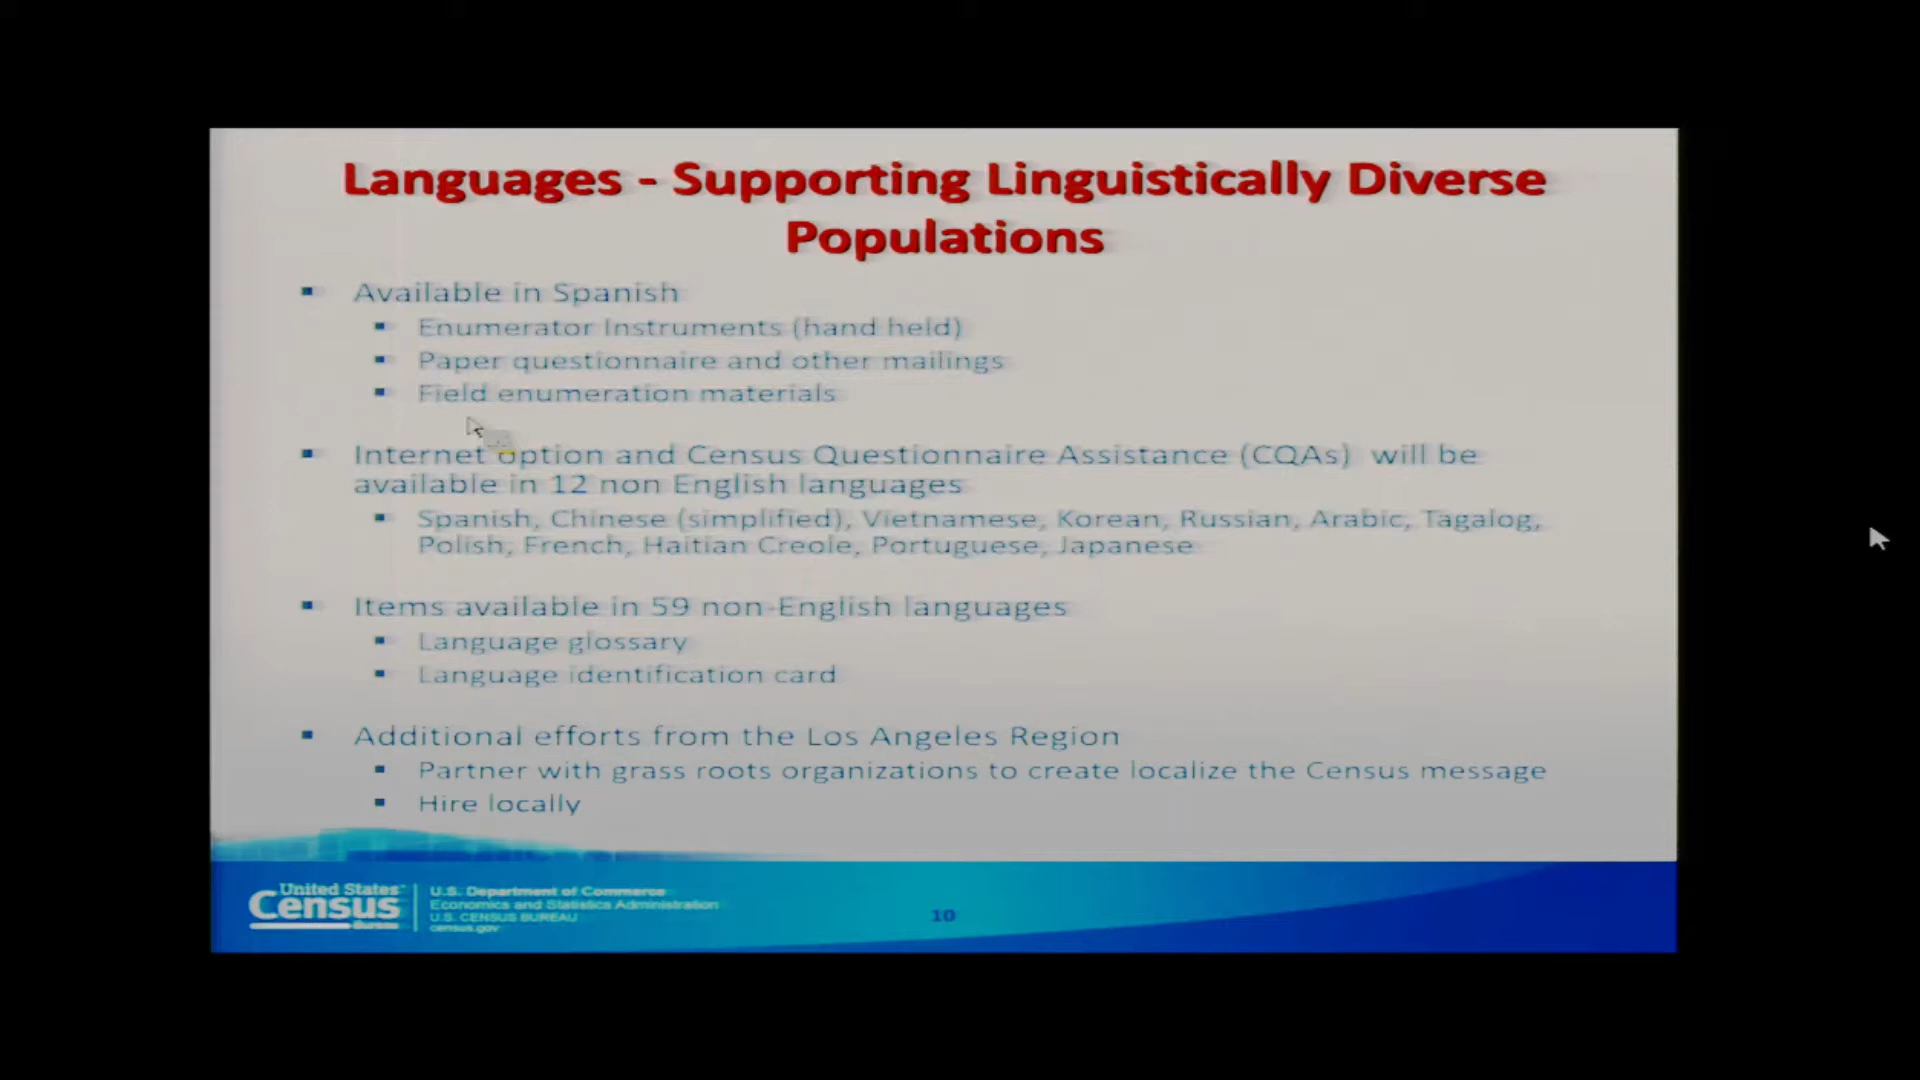 Languages - Supporting Linguistically Diverse
Populations
Available in Spanish
Enumerator Instruments (hand held)
Paper questionnaire and other mailings
Field enumeration materials
Internet option and Census Questionnaire Assistance (CQAs) will be
available in 12 non English languages
Spanish, Chinese (simplified), Vietnamese, Korean, Russian, Arabic, Tagalog,
Polish, French, Haitian Creole, Portuguese, Japanese
Items available in 59 non-English languages
Language glossary
Language identification card
Additional efforts from the Los Angeles Region
Partner with grass roots organizations to create localize the Census message
Hire locally
United States
Census
Bureau
U.S. Department of Commerce
Economics and Statistics Administration
U.S. CENSUS BUREAU
census.gov
10